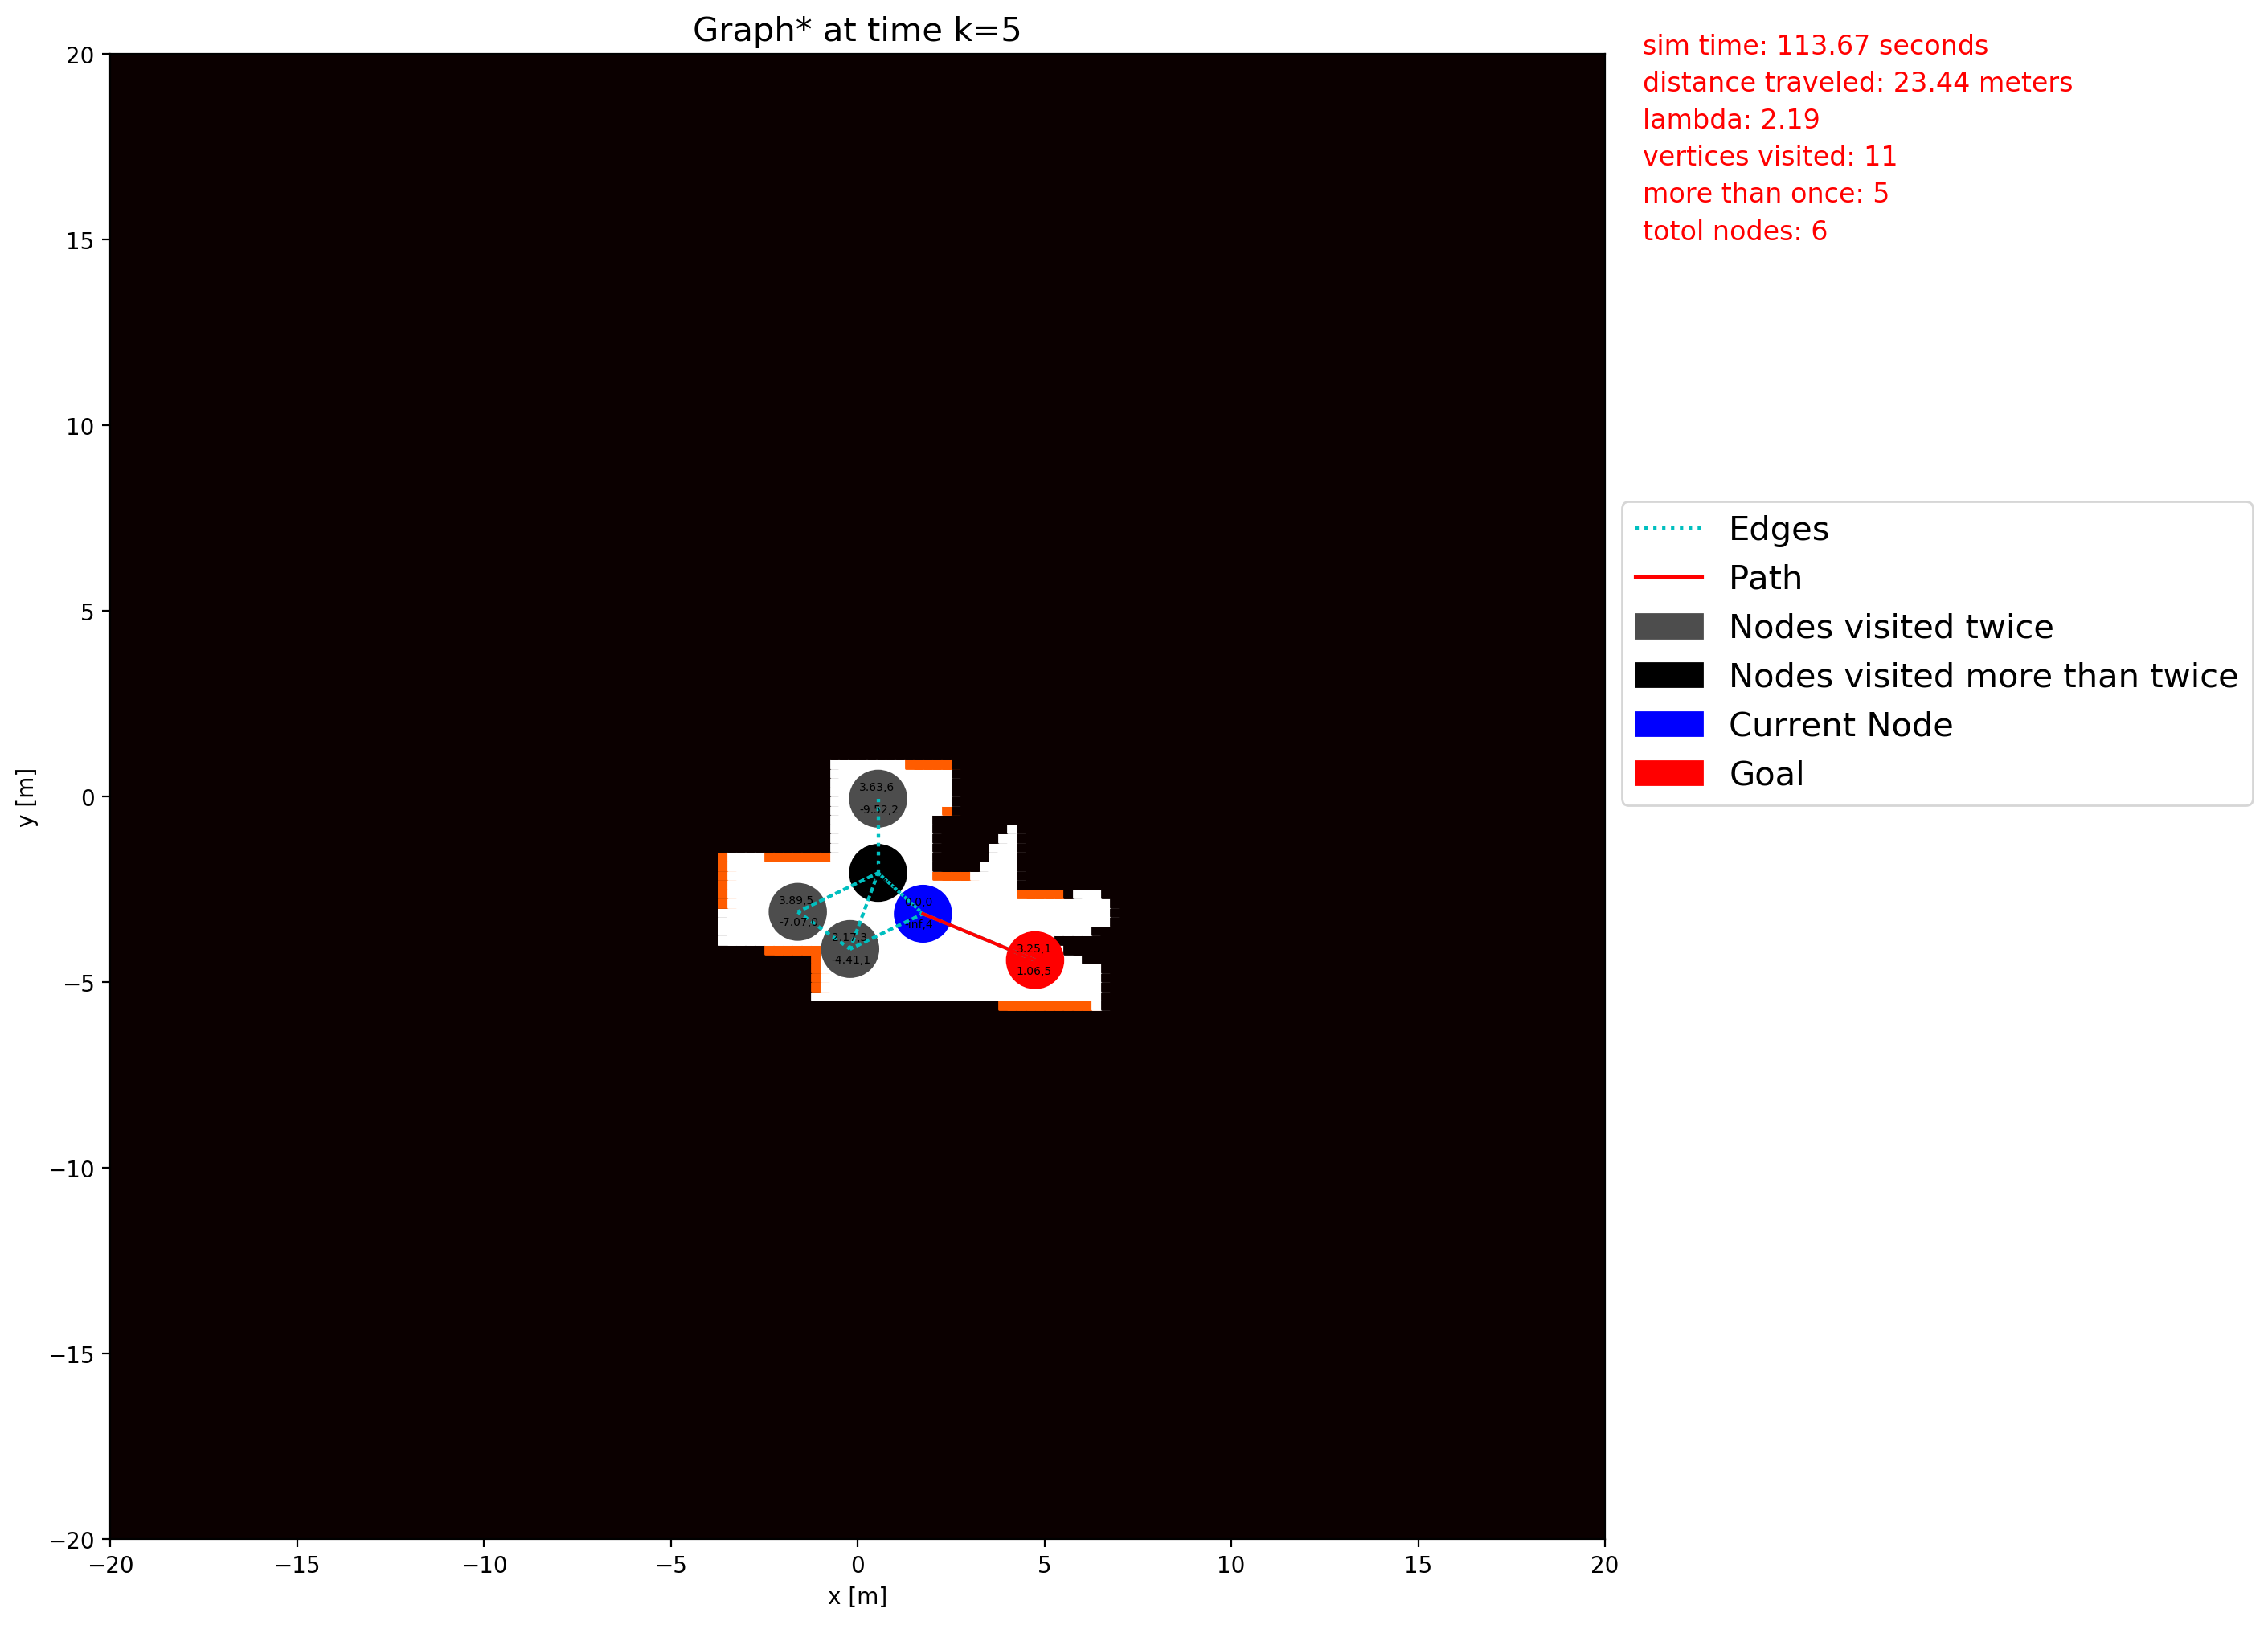 Graph* at time k=5
sim time: 113.67 seconds
distance traveled: 23.44 meters
lambda: 2.19
vertices visited: 11
more than once: 5
totol nodes: 6
20
15
10
5
0
−5
−10
−15
−20
y [m]
3.63,6
-9.52,2
3.89,5
-7.07,0
2.17,3
-4.41,1
0.0,0
3.25,1
1.06,5
Edges
Path
Nodes visited twice
Nodes visited more than twice
Current Node
Goal
−20
−15
−10
−5
0
5
10
15
20
x [m]